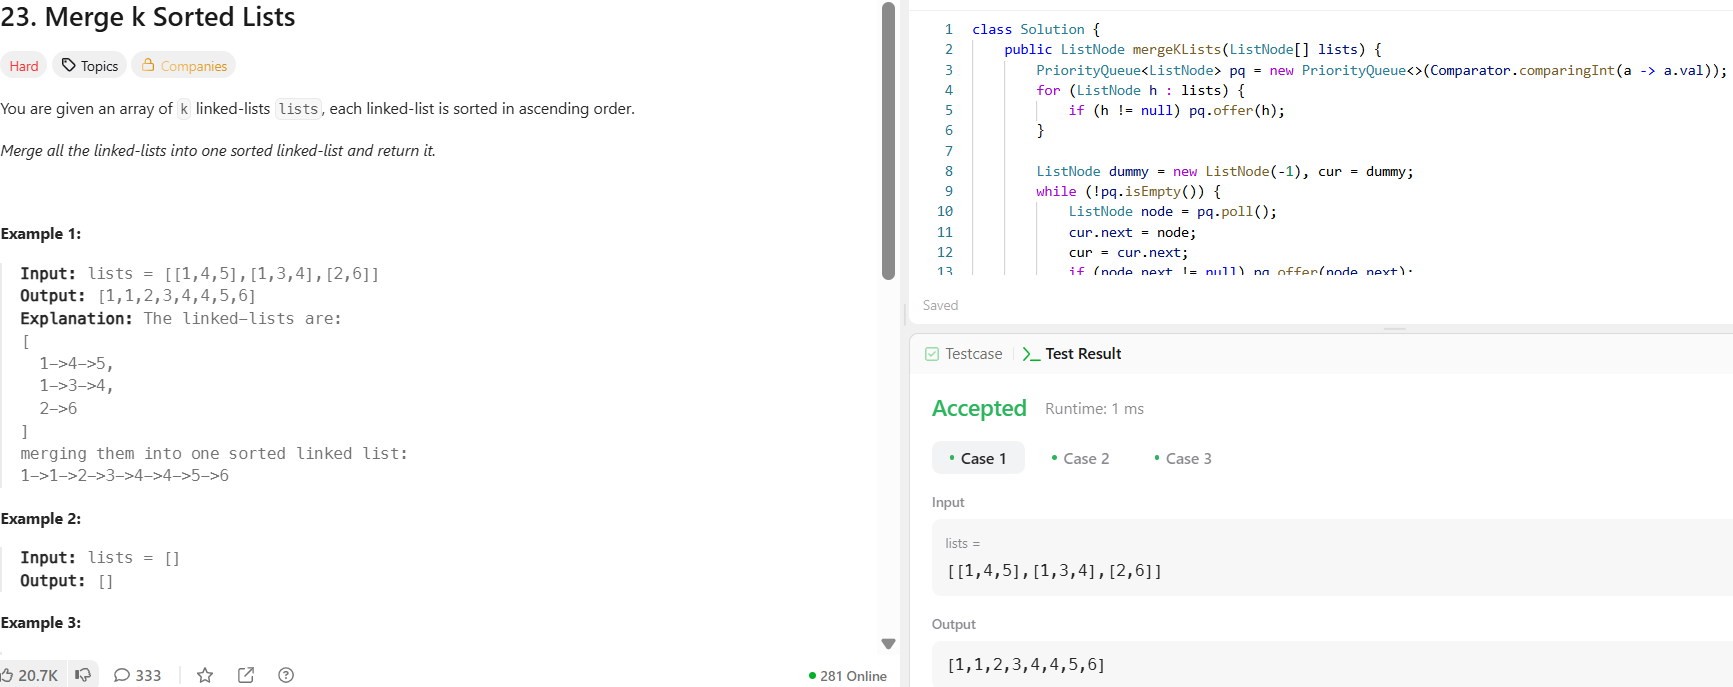 23. Merge k Sorted Lists
Hard Topics Companies
You are given an array of k linked-lists lists, each linked-list is sorted in ascending order.
Merge all the linked-lists into one sorted linked-list and return it.
Example 1:
Input: lists = [[1,4,5],[1,3,4],[2,6]]
Output: [1,1,2,3,4,4,5,6]
Explanation: The linked-lists are:
[
1->4->5,
1->3->4,
2->6
]
merging them into one sorted linked list:
1->1->2->3->4->4->5->6
Example 2:
Input: lists = []
Output: []
Example 3:
20.7K 333 281 Online
1 class Solution {
2 public ListNode mergeKLists(ListNode[] lists) {
3 PriorityQueue<ListNode> pq = new PriorityQueue<>(Comparator.comparingInt(a -> a.val));
4 for (ListNode h : lists) {
5 if (h != null) pq.offer(h);
6 }
7
8 ListNode dummy = new ListNode(-1), cur = dummy;
9 while (!pq.isEmpty()) {
10 ListNode node = pq.poll();
11 cur.next = node;
12 cur = cur.next;
13 if (node.next != null) pq.offer(node.next);
Saved
Testcase Test Result
Accepted Runtime: 1 ms
Case 1 Case 2 Case 3
Input
lists =
[[1,4,5],[1,3,4],[2,6]]
Output
[1,1,2,3,4,4,5,6]